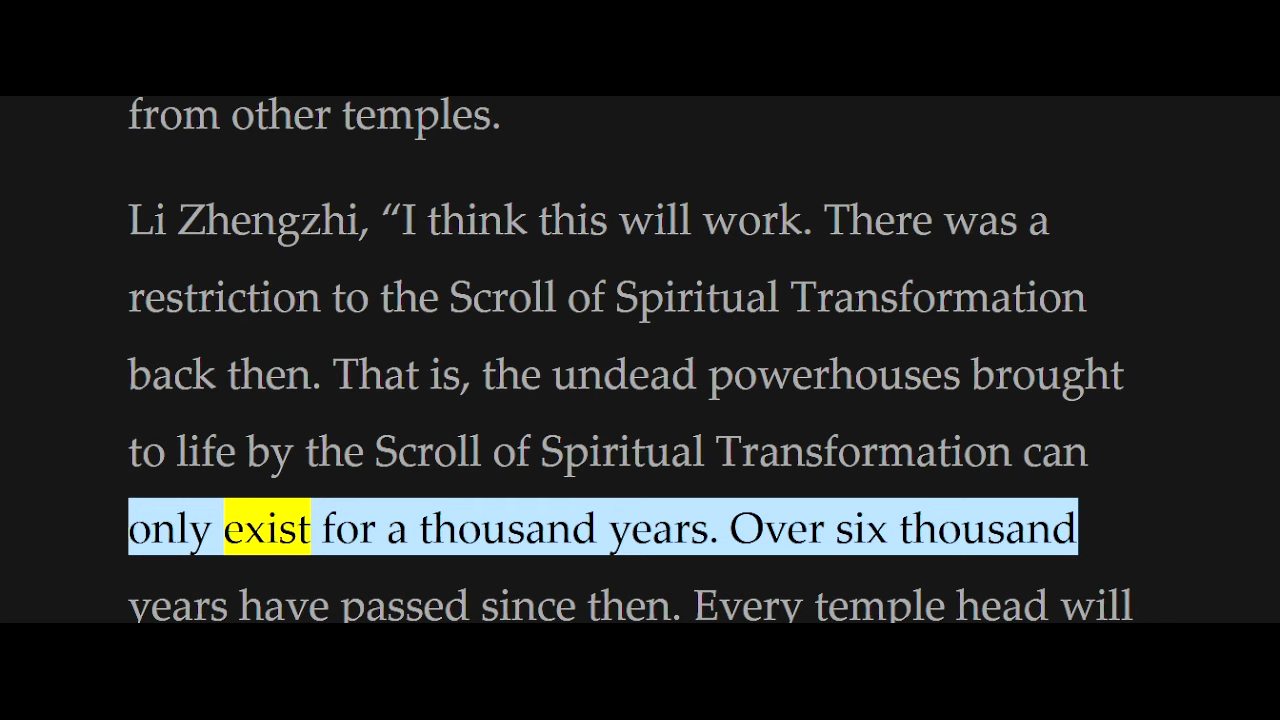 from other temples.
Li Zhengzhi, “I think this will work. There was a
restriction to the Scroll of Spiritual Transformation
back then. That is, the undead powerhouses brought
to life by the Scroll of Spiritual Transformation can
only exist for a thousand years. Over six thousand
years have passed since then. Every temple head will